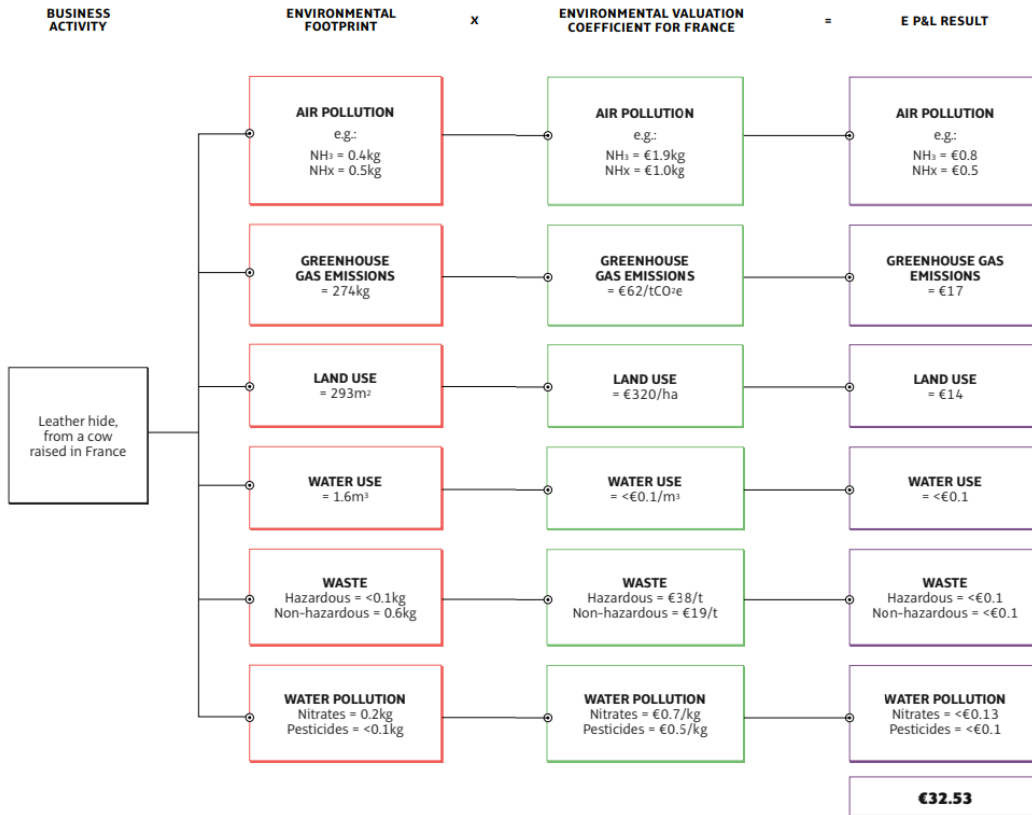 BUSINESS
ACTIVITY
ENVIRONMENTAL
FOOTPRINT
X
ENVIRONMENTAL VALUATION
COEFFICIENT FOR FRANCE
=
E P&L RESULT
Leather hide,
from a cow
raised in France
AIR POLLUTION
e.g.:
NH₃ = 0.4kg
NHx = 0.5kg
AIR POLLUTION
e.g.:
NH₃ = €1.9kg
NHx = €1.0kg
AIR POLLUTION
e.g.:
NH₃ = €0.8
NHx = €0.5
GREENHOUSE
GAS EMISSIONS
= 274kg
GREENHOUSE
GAS EMISSIONS
= €62/tCO²e
GREENHOUSE GAS
EMISSIONS
= €17
LAND USE
= 293m²
LAND USE
= €320/ha
LAND USE
= €14
WATER USE
= 1.6m³
WATER USE
= <€0.1/m³
WATER USE
= <€0.1
WASTE
Hazardous = <0.1kg
Non-hazardous = 0.6kg
WASTE
Hazardous = €38/t
Non-hazardous = €19/t
WASTE
Hazardous = <€0.1
Non-hazardous = <€0.1
WATER POLLUTION
Nitrates = 0.2kg
Pesticides = <0.1kg
WATER POLLUTION
Nitrates = €0.7/kg
Pesticides = €0.5/kg
WATER POLLUTION
Nitrates = <€0.13
Pesticides = <€0.1
€32.53